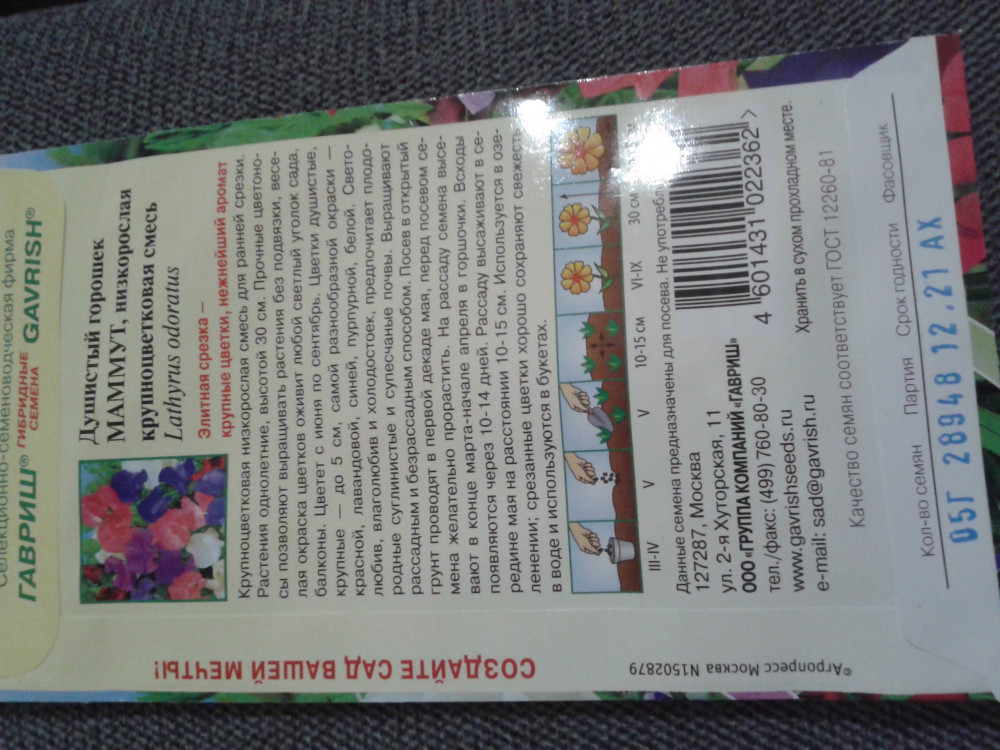 Селекционно-семеноводческая фирма
ГАВРИШ® ГИБРИДНЫЕ СЕМЕНА GAVRISH®
Душистый горошек
МАММУТ, низкорослая
крупноцветковая смесь
Lathyrus odoratus
Элитная срезка –
крупные цветки, нежнейший аромат
Крупноцветковая низкорослая смесь для ранней срезки.
Растения однолетние, высотой 30 см. Прочные цветоно-
сы позволяют выращивать растения без подвязки, весе-
лая окраска цветков оживит любой светлый уголок сада,
балконы. Цветет с июня по сентябрь. Цветки душистые,
крупные — до 5 см, самой разнообразной окраски —
красной, лавандовой, синей, пурпурной, белой. Свето-
любив, влаголюбив и холодостоек, предпочитает плодо-
родные суглинистые и супесчаные почвы. Выращивают
рассадным и безрассадным способом. Посев в открытый
грунт проводят в первой декаде мая, перед посевом се-
мена желательно прорастить. На рассаду семена высе-
вают в конце марта-начале апреля в горшочки. Всходы
появляются через 10-14 дней. Рассаду высаживают в се-
редине мая на расстоянии 10-15 см. Используется в озе-
ленении; срезанные цветки хорошо сохраняют свежесть
в воде и используются в букетах.
III-IV V V 10-15 см VI-IX 30 см
Данные семена предназначены для посева. Не употребл
127287, Москва
ул. 2-я Хуторская, 11
ООО «ГРУППА КОМПАНИЙ «ГАВРИШ»
тел./факс: (499) 760-80-30
www.gavrishseeds.ru
e-mail: sad@gavrish.ru
4 601431 022362 >
Хранить в сухом прохладном месте.
Качество семян соответствует ГОСТ 12260-81
Кол-во семян Партия Срок годности Фасовщик
05Г 28948 12.21 АХ
СОЗДАЙТЕ САД ВАШЕЙ МЕЧТЫ!
®Агропресс Москва N1502879